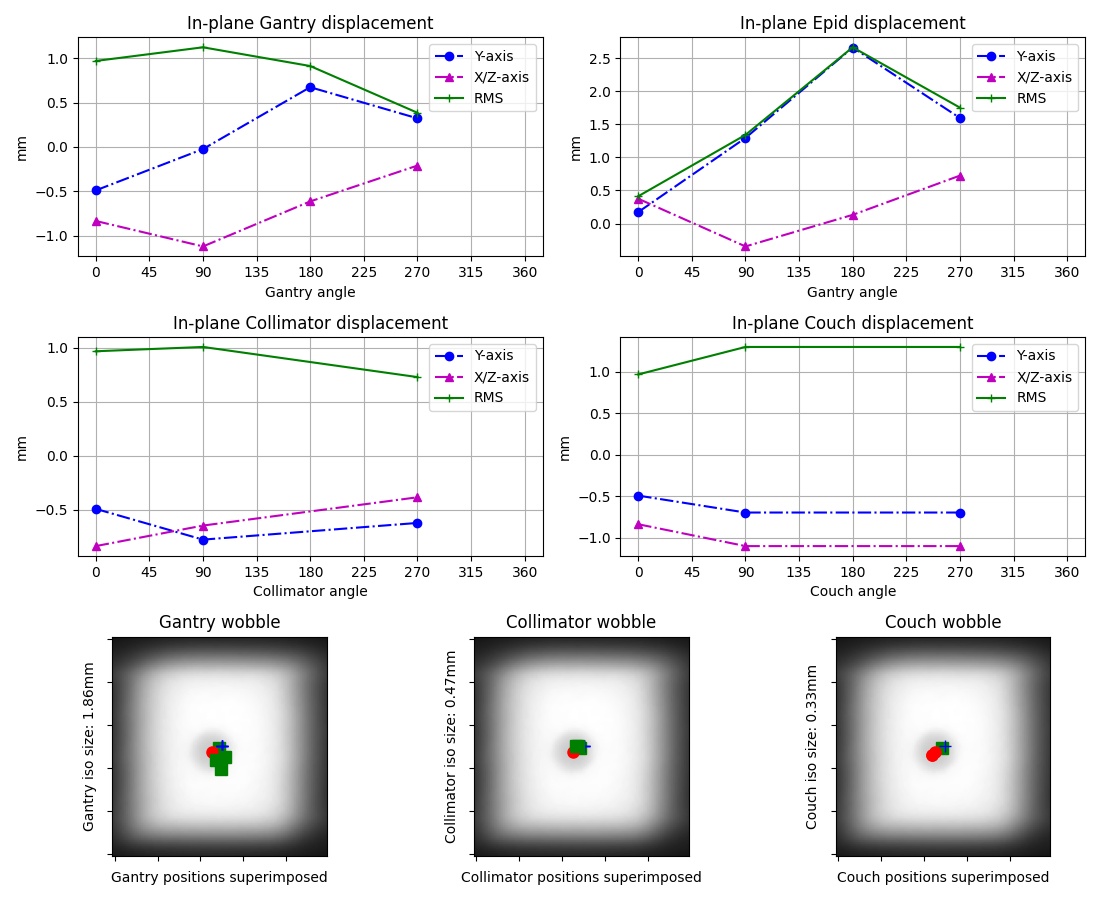 In-plane Gantry displacement
mm
1.0
0.5
0.0
−0.5
−1.0
Y-axis
X/Z-axis
RMS
0 45 90 135 180 225 270 315 360
Gantry angle
In-plane Epid displacement
mm
2.5
2.0
1.5
1.0
0.5
0.0
Y-axis
X/Z-axis
RMS
0 45 90 135 180 225 270 315 360
Gantry angle
In-plane Collimator displacement
mm
1.0
0.5
0.0
−0.5
Y-axis
X/Z-axis
RMS
0 45 90 135 180 225 270 315 360
Collimator angle
In-plane Couch displacement
mm
1.0
0.5
0.0
−0.5
−1.0
Y-axis
X/Z-axis
RMS
0 45 90 135 180 225 270 315 360
Couch angle
Gantry wobble
Gantry iso size: 1.86mm
Gantry positions superimposed
Collimator wobble
Collimator iso size: 0.47mm
Collimator positions superimposed
Couch wobble
Couch iso size: 0.33mm
Couch positions superimposed